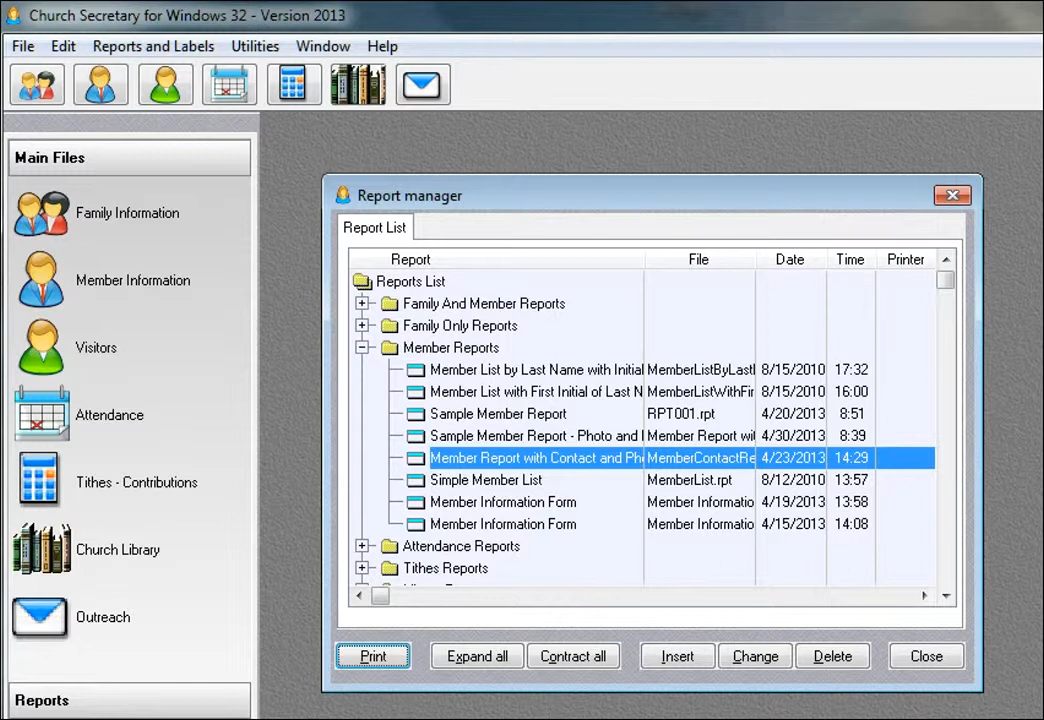 Church Secretary for Windows 32 - Version 2013
File Edit Reports and Labels Utilities Window Help
Main Files
Family Information
Member Information
Visitors
Attendance
Tithes - Contributions
Church Library
Outreach
Reports
Report manager
Report List
Report File Date Time Printer
Reports List
Family And Member Reports
Family Only Reports
Member Reports
Member List by Last Name with Initial MemberListByLast 8/15/2010 17:32
Member List with First Initial of Last N MemberListWithFir 8/15/2010 16:00
Sample Member Report RPT001.rpt 4/20/2013 8:51
Sample Member Report - Photo and Member Report wi 4/30/2013 8:39
Member Report with Contact and Pho MemberContactRe 4/23/2013 14:29
Simple Member List MemberList.rpt 8/12/2010 13:57
Member Information Form Member Informatio 4/19/2013 13:58
Member Information Form Member Informatio 4/15/2013 14:08
Attendance Reports
Tithes Reports
Print Expand all Contract all Insert Change Delete Close